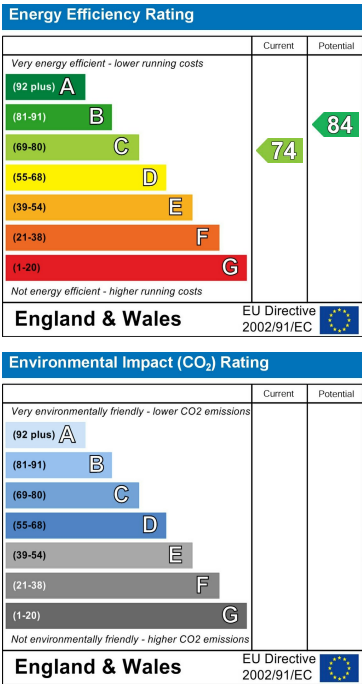 Energy Efficiency Rating
Current Potential
Very energy efficient - lower running costs
(92 plus) A
(81-91) B
(69-80) C
(55-68) D
(39-54) E
(21-38) F
(1-20) G
74
84
Not energy efficient - higher running costs
England & Wales
EU Directive
2002/91/EC
Environmental Impact (CO₂) Rating
Current Potential
Very environmentally friendly - lower CO2 emissions
(92 plus) A
(81-91) B
(69-80) C
(55-68) D
(39-54) E
(21-38) F
(1-20) G
Not environmentally friendly - higher CO2 emissions
England & Wales
EU Directive
2002/91/EC